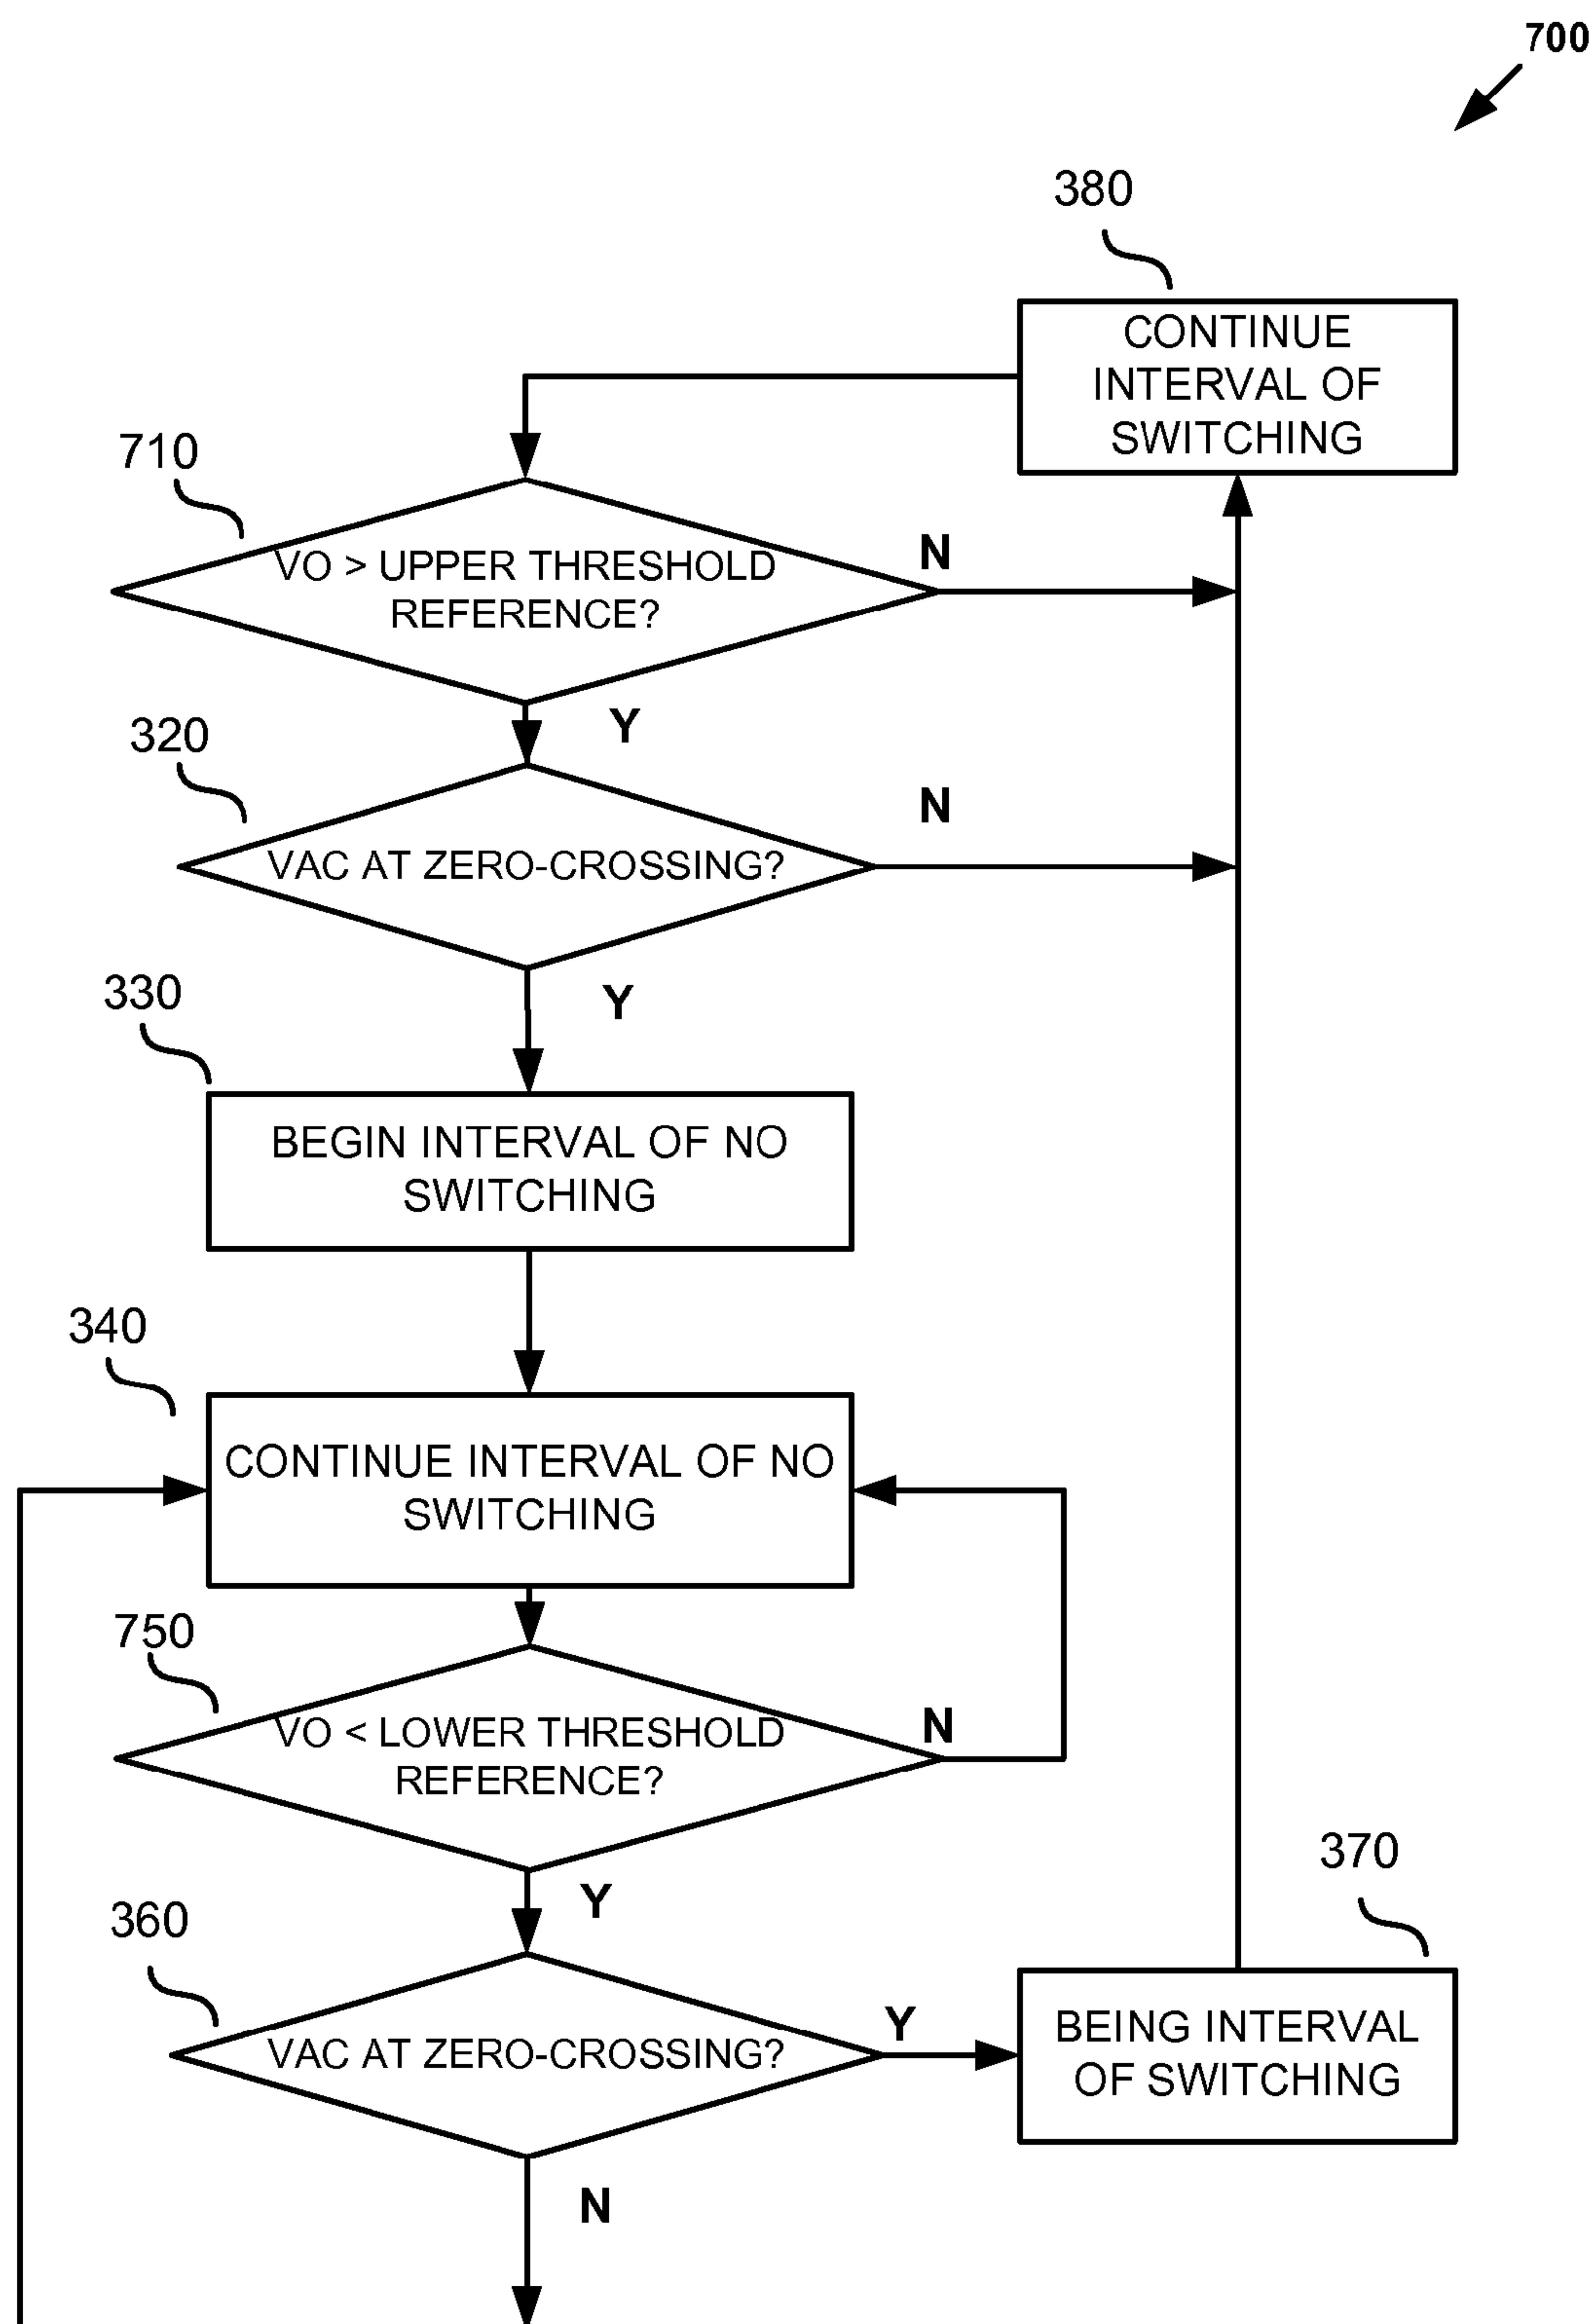 700
380
CONTINUE
INTERVAL OF
SWITCHING
710
VO > UPPER THRESHOLD
REFERENCE?
N
Y
320
VAC AT ZERO-CROSSING?
N
Y
330
BEGIN INTERVAL OF NO
SWITCHING
340
CONTINUE INTERVAL OF NO
SWITCHING
750
VO < LOWER THRESHOLD
REFERENCE?
N
Y
360
VAC AT ZERO-CROSSING?
Y
370
BEING INTERVAL
OF SWITCHING
N